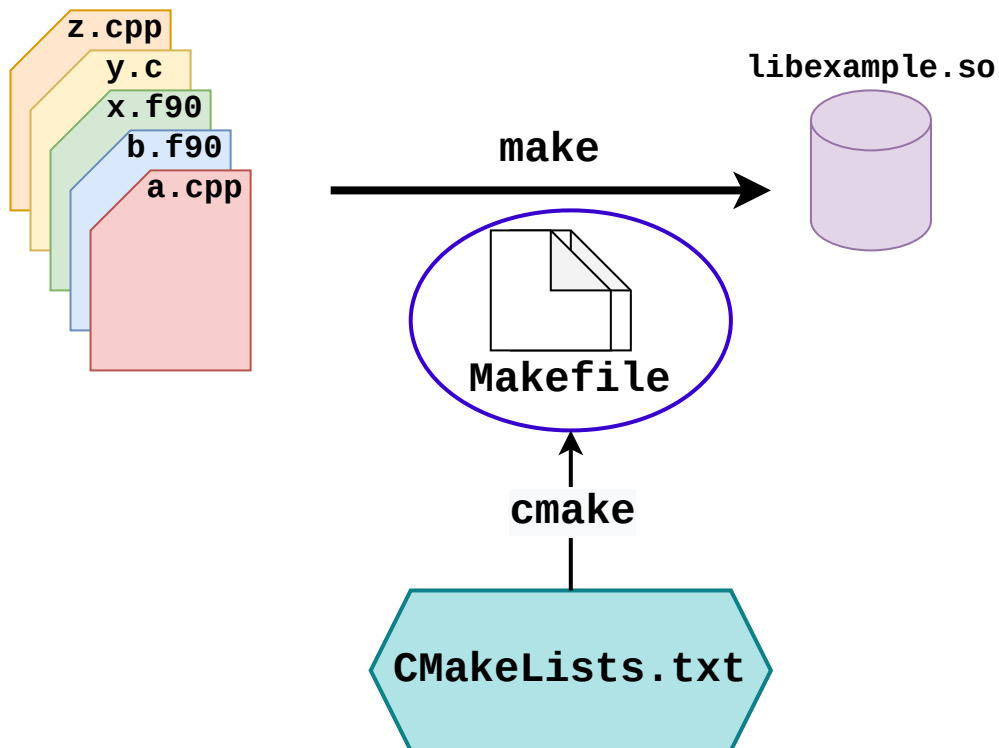 z.cpp
y.c
x.f90
b.f90
a.cpp
make
libexample.so
Makefile
cmake
CMakeLists.txt